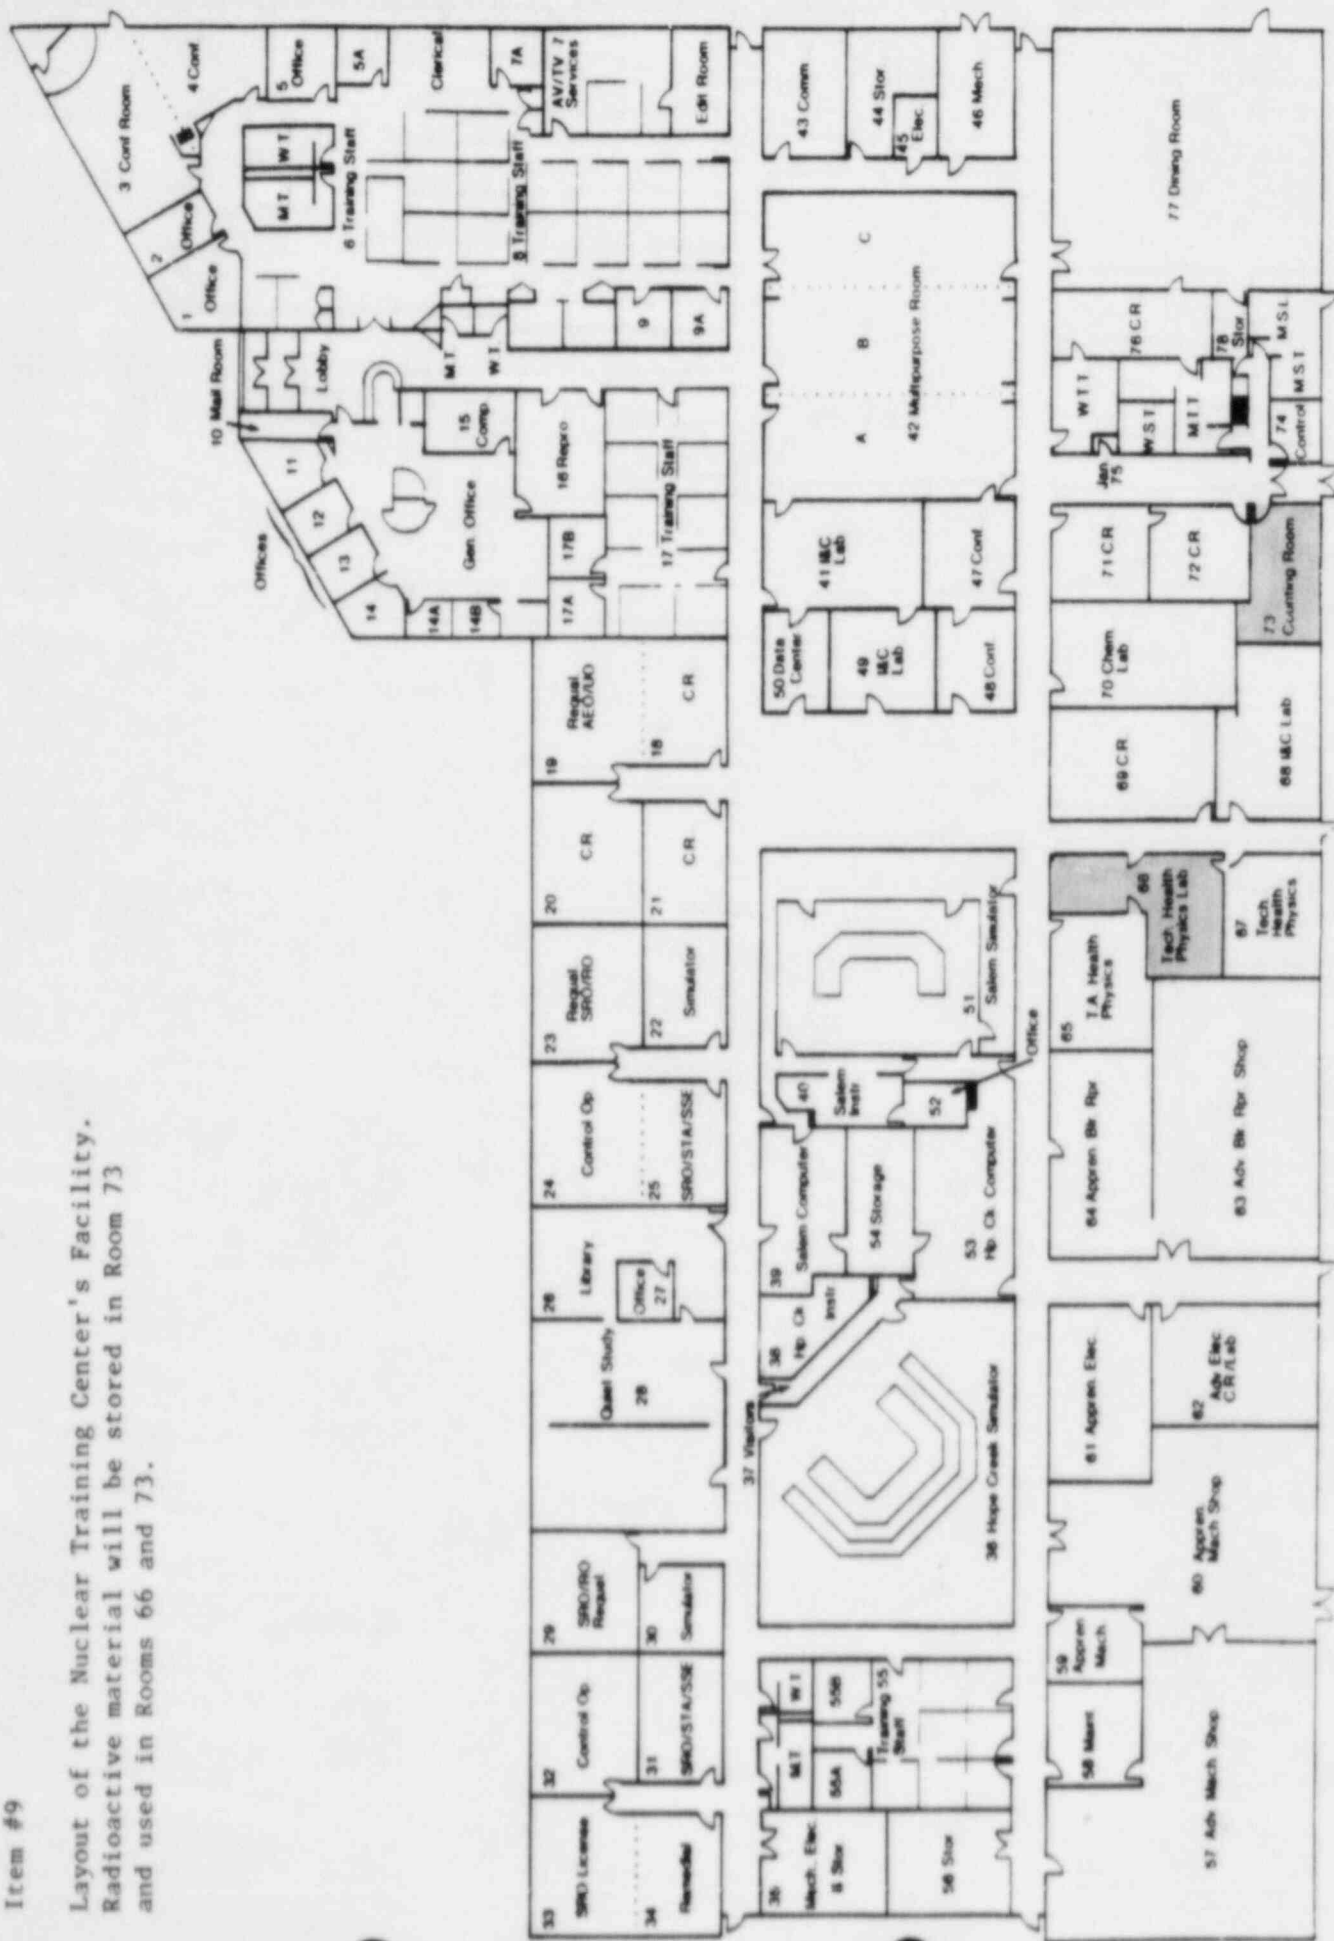 Item #9
Layout of the Nuclear Training Center's Facility.
Radioactive material will be stored in Room 73
and used in Rooms 66 and 73.
3 Conf Room
4 Conf
5
Office
5A
Clerical
7A
AV/TV 7
Services
Edit Room
2
Office
1
Office
M T
W T
6 Training Staff
8 Training Staff
10 Mail Room
Lobby
M T
W T
9
9A
Offices
11
12
13
14
14A
14B
Gen. Office
15
Comp
16 Repro
17B
17A
17 Training Staff
19
Requal
AEO/UO
18
C.R.
20
C.R.
21
C.R.
23
Requal
SRO/RO
22
Simulator
24
Control Op.
25
SRO/STA/SSE
26
Library
Office
27
Quiet Study
28
29
SRO/RO
Requal
30
Simulator
32
Control Op.
31
SRO/STA/SSE
33
SRO License
34
Remedial
43 Comm
44 Stor
45
Elec.
46 Mech
A
B
C
42 Multipurpose Room
41 I&C
Lab
47 Conf.
50 Data
Center
49
I&C
Lab
48 Conf.
51
Salem Simulator
Office
40
Salem
Instr
52
39
Salem Computer
54 Storage
53
Hp. Ck Computer
38
Hp Ck
Instr
37 Visitors
36 Hope Creek Simulator
W.T
55B
MT
55A
Training 55
Staff
35
Mech. Elec.
& Stor
56 Stor
77 Dining Room
76 C.R.
78
Stor
W T T
W S T
M T T
M S T
74
Control
Jan
75
71 C.R
72 C.R
73
Counting Room
70 Chem
Lab
69 C.R.
68 I&C Lab
66
Tech. Health
Physics Lab
67
Tech.
Health
Physics
65
T.A. Health
Physics
64 Appren Blr Rpr.
63 Adv Blr Rpr Shop
61 Appren. Elec.
62
Adv Elec
C.R./Lab
60 Appren.
Mach Shop
59
Appren
Mach.
58 Maint
57 Adv Mach Shop